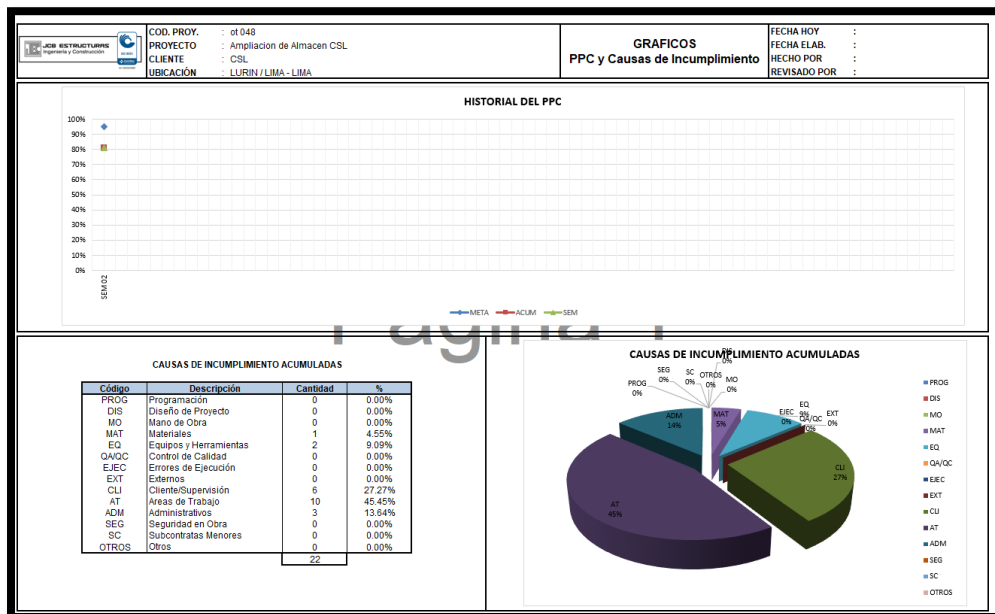 JCB ESTRUCTURAS
Ingeniería y Construcción
COD. PROY. : ot 048
PROYECTO : Ampliacion de Almacen CSL
CLIENTE : CSL
UBICACIÓN : LURIN / LIMA - LIMA
GRAFICOS
PPC y Causas de Incumplimiento
FECHA HOY :
FECHA ELAB. :
HECHO POR :
REVISADO POR :
HISTORIAL DEL PPC
100%
90%
80%
70%
60%
50%
40%
30%
20%
10%
0%
SEM 02
META ACUM SEM
Página 1
CAUSAS DE INCUMPLIMIENTO ACUMULADAS
Código Descripción Cantidad %
PROG Programación 0 0.00%
DIS Diseño de Proyecto 0 0.00%
MO Mano de Obra 0 0.00%
MAT Materiales 1 4.55%
EQ Equipos y Herramientas 2 9.09%
QA/QC Control de Calidad 0 0.00%
EJEC Errores de Ejecución 0 0.00%
EXT Externos 0 0.00%
CLI Cliente/Supervisión 6 27.27%
AT Areas de Trabajo 10 45.45%
ADM Administrativos 3 13.64%
SEG Seguridad en Obra 0 0.00%
SC Subcontratas Menores 0 0.00%
OTROS Otros 0 0.00%
22
CAUSAS DE INCUMPLIMIENTO ACUMULADAS
DIS
0%
SEG
0%
SC
0%
OTROS
0%
MO
0%
PROG
0%
ADM
14%
MAT
5%
EQ
9%
EJEC
0%
QA/QC
0%
EXT
0%
CLI
27%
AT
45%
PROG
DIS
MO
MAT
EQ
QA/QC
EJEC
EXT
CLI
AT
ADM
SEG
SC
OTROS